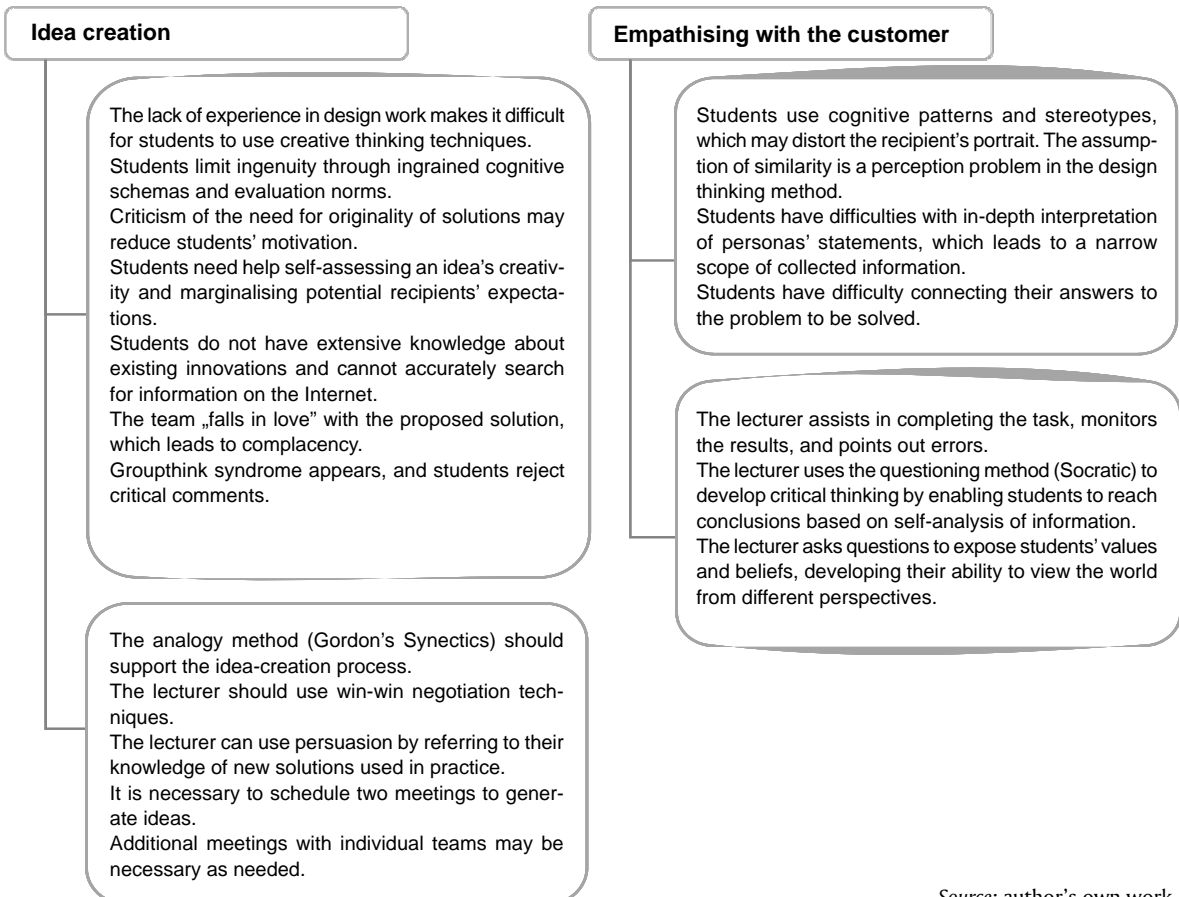 Idea creation
The lack of experience in design work makes it difficult
for students to use creative thinking techniques.
Students limit ingenuity through ingrained cognitive
schemas and evaluation norms.
Criticism of the need for originality of solutions may
reduce students’ motivation.
Students need help self-assessing an idea’s creativ-
ity and marginalising potential recipients’ expecta-
tions.
Students do not have extensive knowledge about
existing innovations and cannot accurately search
for information on the Internet.
The team „falls in love” with the proposed solution,
which leads to complacency.
Groupthink syndrome appears, and students reject
critical comments.
The analogy method (Gordon’s Synectics) should
support the idea-creation process.
The lecturer should use win-win negotiation tech-
niques.
The lecturer can use persuasion by referring to their
knowledge of new solutions used in practice.
It is necessary to schedule two meetings to gener-
ate ideas.
Additional meetings with individual teams may be
necessary as needed.
Empathising with the customer
Students use cognitive patterns and stereotypes,
which may distort the recipient’s portrait. The assump-
tion of similarity is a perception problem in the design
thinking method.
Students have difficulties with in-depth interpretation
of personas’ statements, which leads to a narrow
scope of collected information.
Students have difficulty connecting their answers to
the problem to be solved.
The lecturer assists in completing the task, monitors
the results, and points out errors.
The lecturer uses the questioning method (Socratic) to
develop critical thinking by enabling students to reach
conclusions based on self-analysis of information.
The lecturer asks questions to expose students’ values
and beliefs, developing their ability to view the world
from different perspectives.
Source: author’s own work